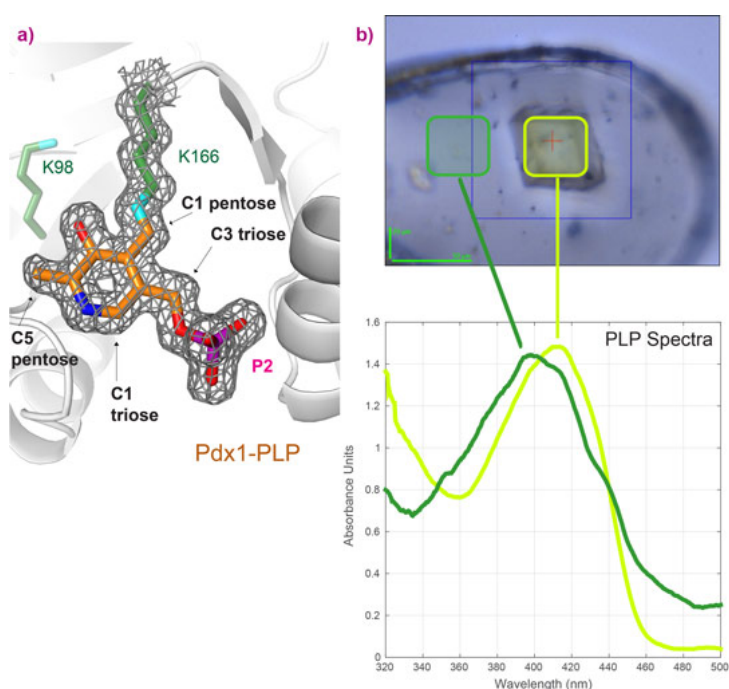 a)
K98
K166
C1 pentose
C3 triose
C5
pentose
C1
triose
P2
Pdx1-PLP
b)
PLP Spectra
1.6
1.4
1.2
1
0.8
0.6
0.4
0.2
0
Absorbance Units
320
340
360
380
400
420
440
460
480
500
Wavelength (nm)